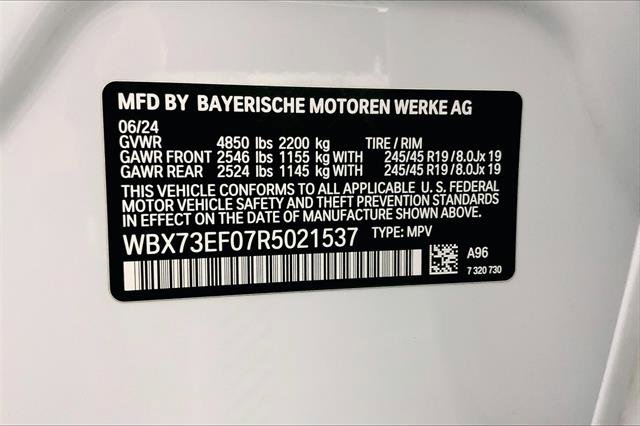 MFD BY BAYERISCHE MOTOREN WERKE AG
06/24
GVWR 4850 lbs 2200 kg TIRE / RIM
GAWR FRONT 2546 lbs 1155 kg WITH 245/45 R19 / 8.0Jx 19
GAWR REAR 2524 lbs 1145 kg WITH 245/45 R19 / 8.0Jx 19
THIS VEHICLE CONFORMS TO ALL APPLICABLE U. S. FEDERAL
MOTOR VEHICLE SAFETY AND THEFT PREVENTION STANDARDS
IN EFFECT ON THE DATE OF MANUFACTURE SHOWN ABOVE.
WBX73EF07R5021537 TYPE: MPV
A96
7 320 730